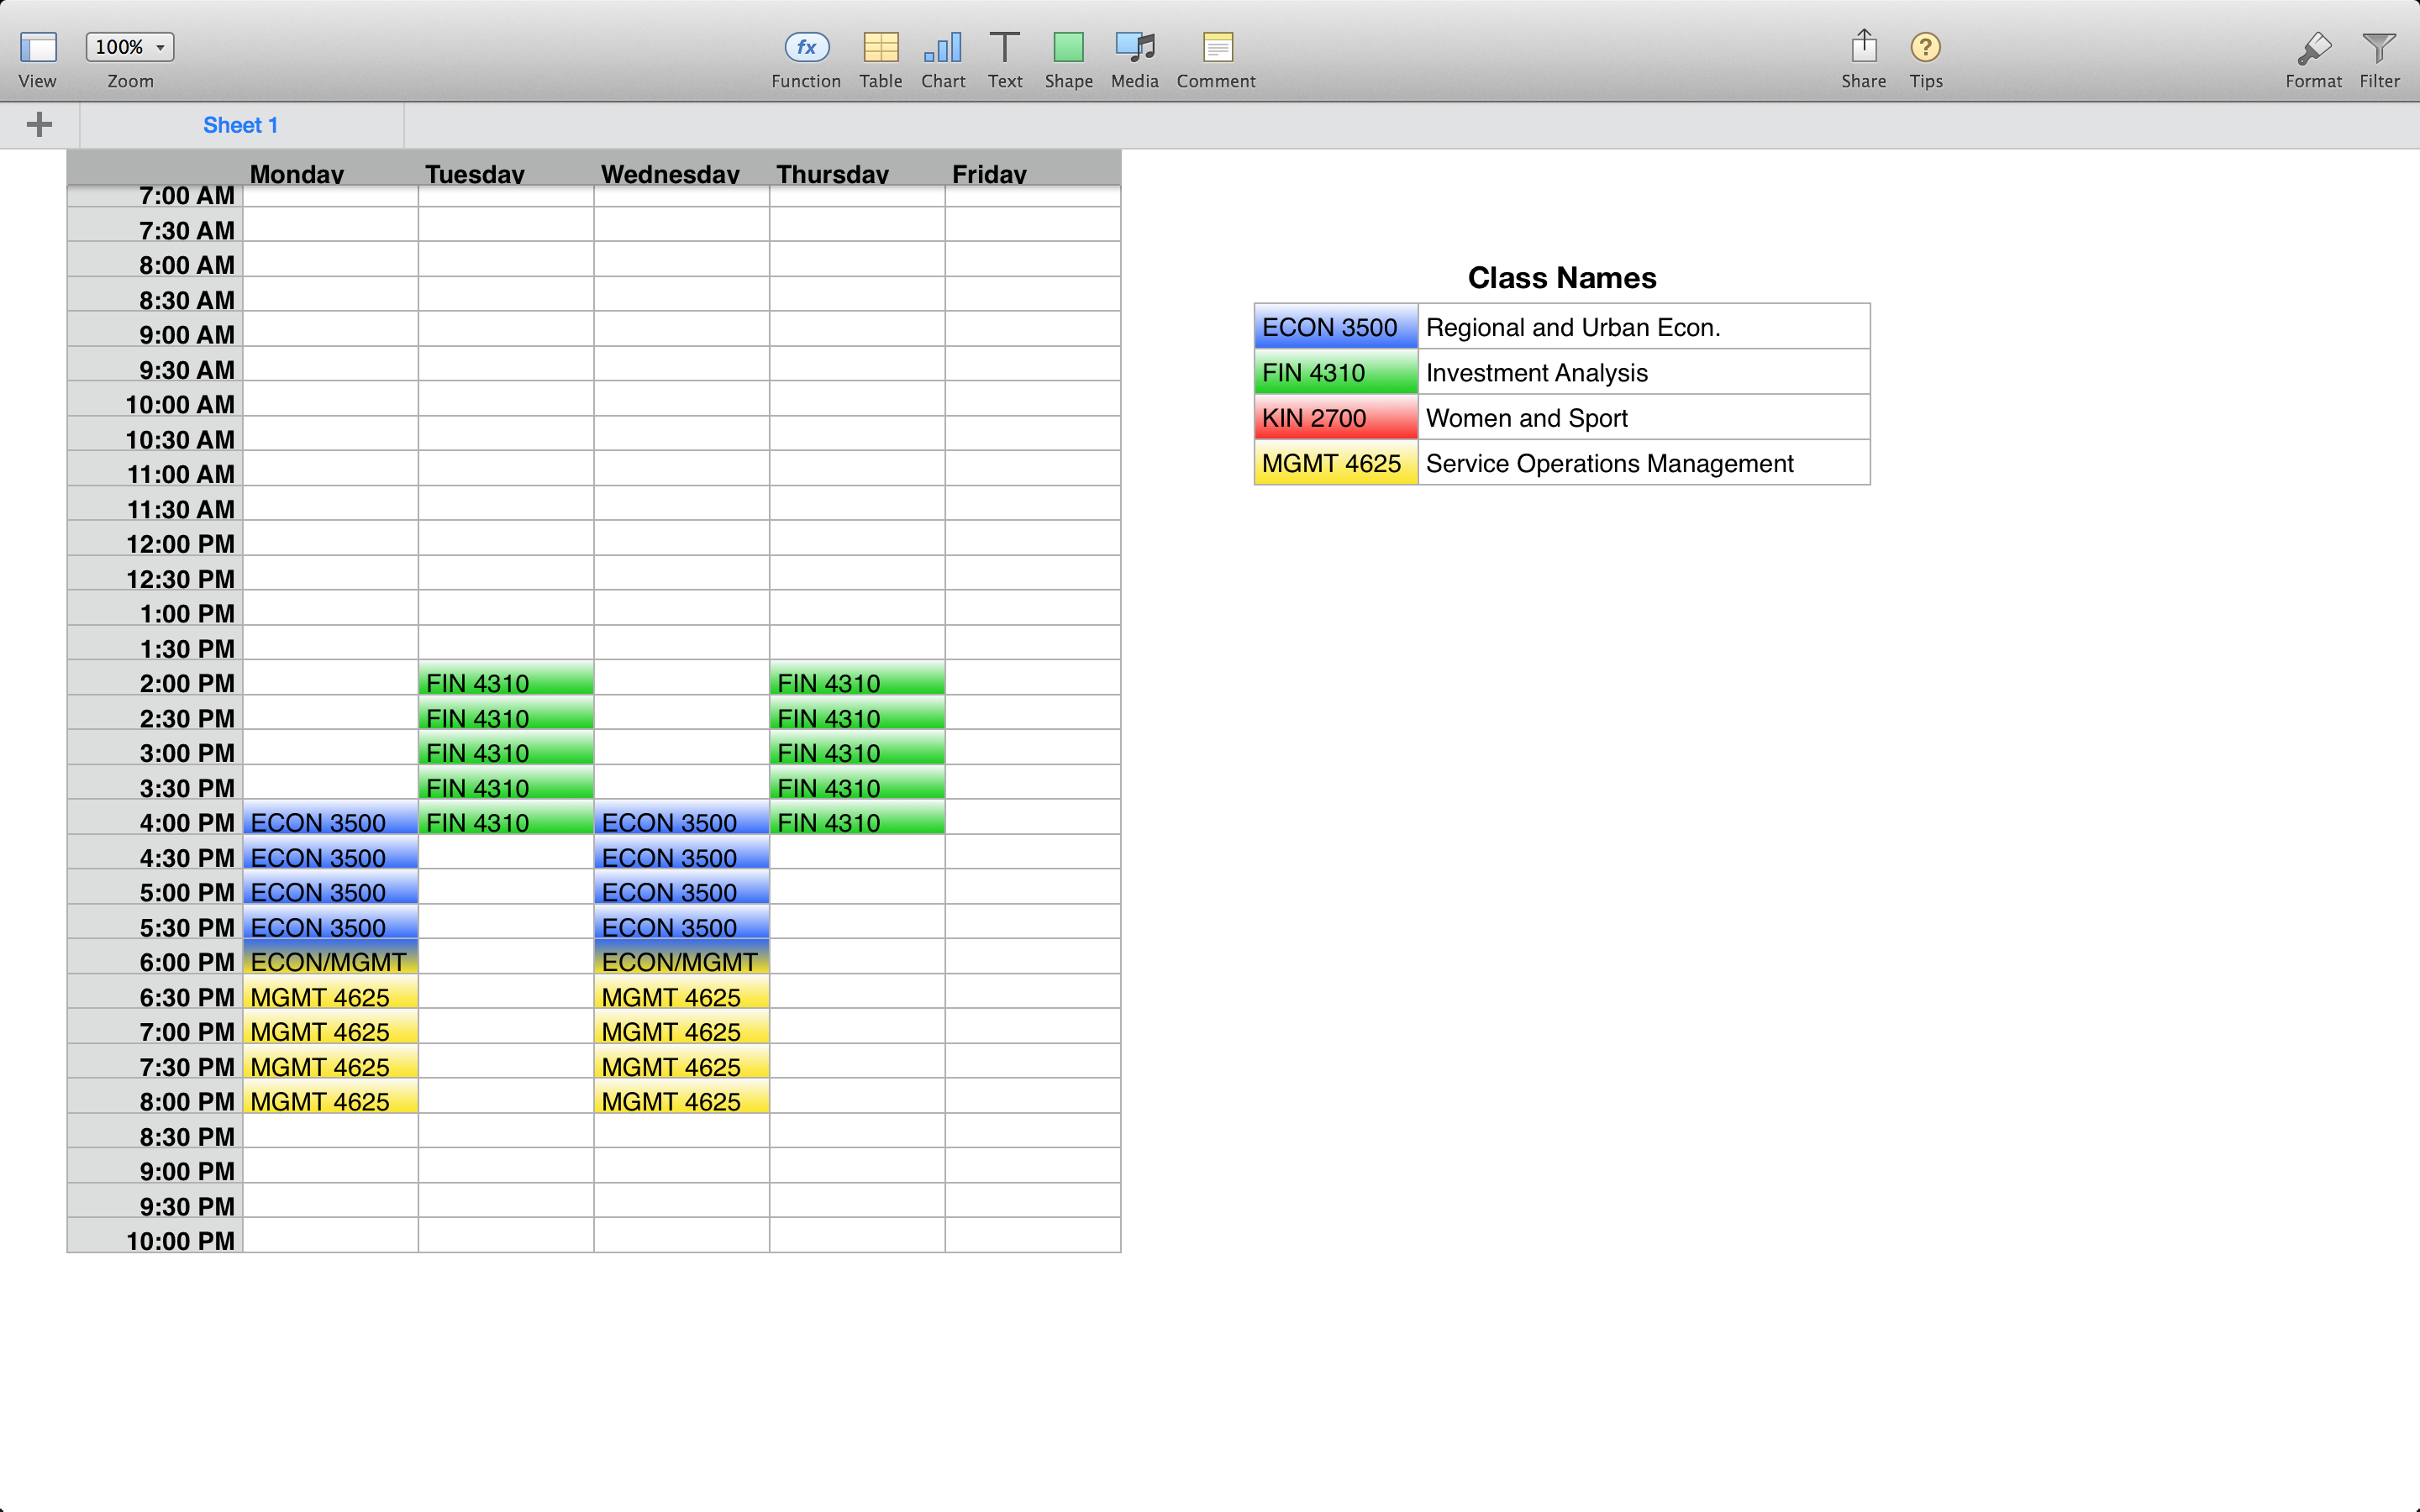 100%
View Zoom Function Table Chart Text Shape Media Comment Share Tips Format Filter
Sheet 1
Monday Tuesday Wednesday Thursday Friday
7:00 AM
7:30 AM
8:00 AM
8:30 AM
9:00 AM
9:30 AM
10:00 AM
10:30 AM
11:00 AM
11:30 AM
12:00 PM
12:30 PM
1:00 PM
1:30 PM
2:00 PM FIN 4310 FIN 4310
2:30 PM FIN 4310 FIN 4310
3:00 PM FIN 4310 FIN 4310
3:30 PM FIN 4310 FIN 4310
4:00 PM ECON 3500 FIN 4310 ECON 3500 FIN 4310
4:30 PM ECON 3500 ECON 3500
5:00 PM ECON 3500 ECON 3500
5:30 PM ECON 3500 ECON 3500
6:00 PM ECON/MGMT ECON/MGMT
6:30 PM MGMT 4625 MGMT 4625
7:00 PM MGMT 4625 MGMT 4625
7:30 PM MGMT 4625 MGMT 4625
8:00 PM MGMT 4625 MGMT 4625
8:30 PM
9:00 PM
9:30 PM
10:00 PM
Class Names
ECON 3500 Regional and Urban Econ.
FIN 4310 Investment Analysis
KIN 2700 Women and Sport
MGMT 4625 Service Operations Management